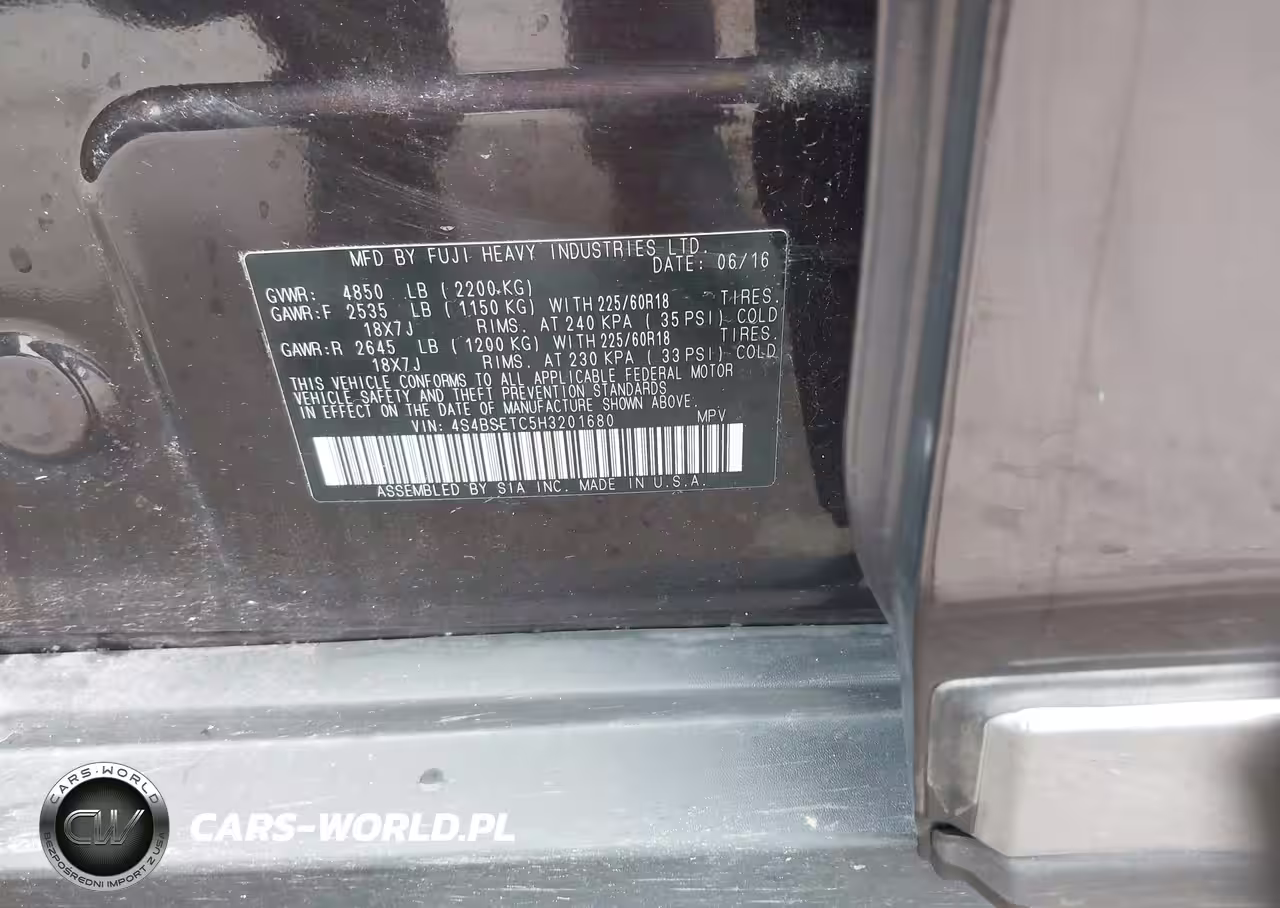 MFD BY FUJI HEAVY INDUSTRIES LTD.
DATE: 06/16
GVWR: 4850 LB (2200 KG)
GAWR:F 2535 LB (1150 KG) WITH 225/60R18 TIRES.
18X7J RIMS. AT 240 KPA (35 PSI) COLD
GAWR:R 2645 LB (1200 KG) WITH 225/60R18 TIRES.
18X7J RIMS. AT 230 KPA (33 PSI) COLD
THIS VEHICLE CONFORMS TO ALL APPLICABLE FEDERAL MOTOR
VEHICLE SAFETY AND THEFT PREVENTION STANDARDS
IN EFFECT ON THE DATE OF MANUFACTURE SHOWN ABOVE.
VIN: 4S4BSETC5H3201680 MPV
ASSEMBLED BY SIA INC. MADE IN U.S.A.
CARS-WORLD
CW
BEZPOŚREDNI IMPORT Z USA
CARS-WORLD.PL